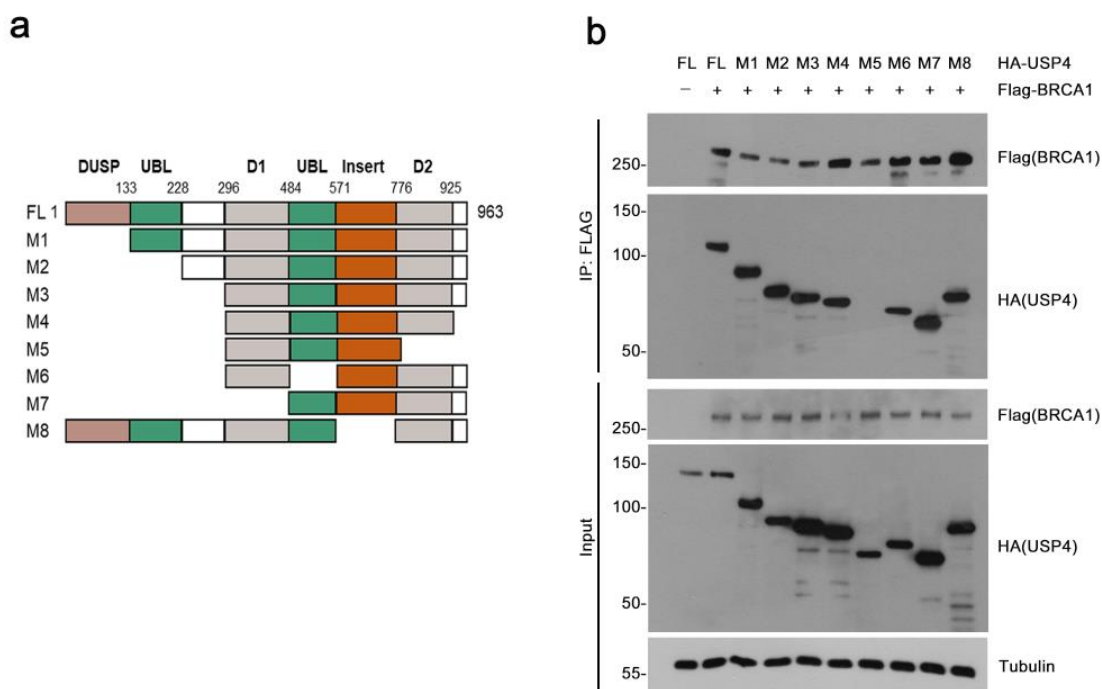 a
DUSP UBL D1 UBL Insert D2
133 228 296 484 571 776 925
FL 1 963
M1
M2
M3
M4
M5
M6
M7
M8
b
FL FL M1 M2 M3 M4 M5 M6 M7 M8 HA-USP4
– + + + + + + + + + Flag-BRCA1
IP: FLAG
250- Flag(BRCA1)
150-
100-
HA(USP4)
50-
Input
Flag(BRCA1)
250-
150-
100-
HA(USP4)
50-
55- Tubulin